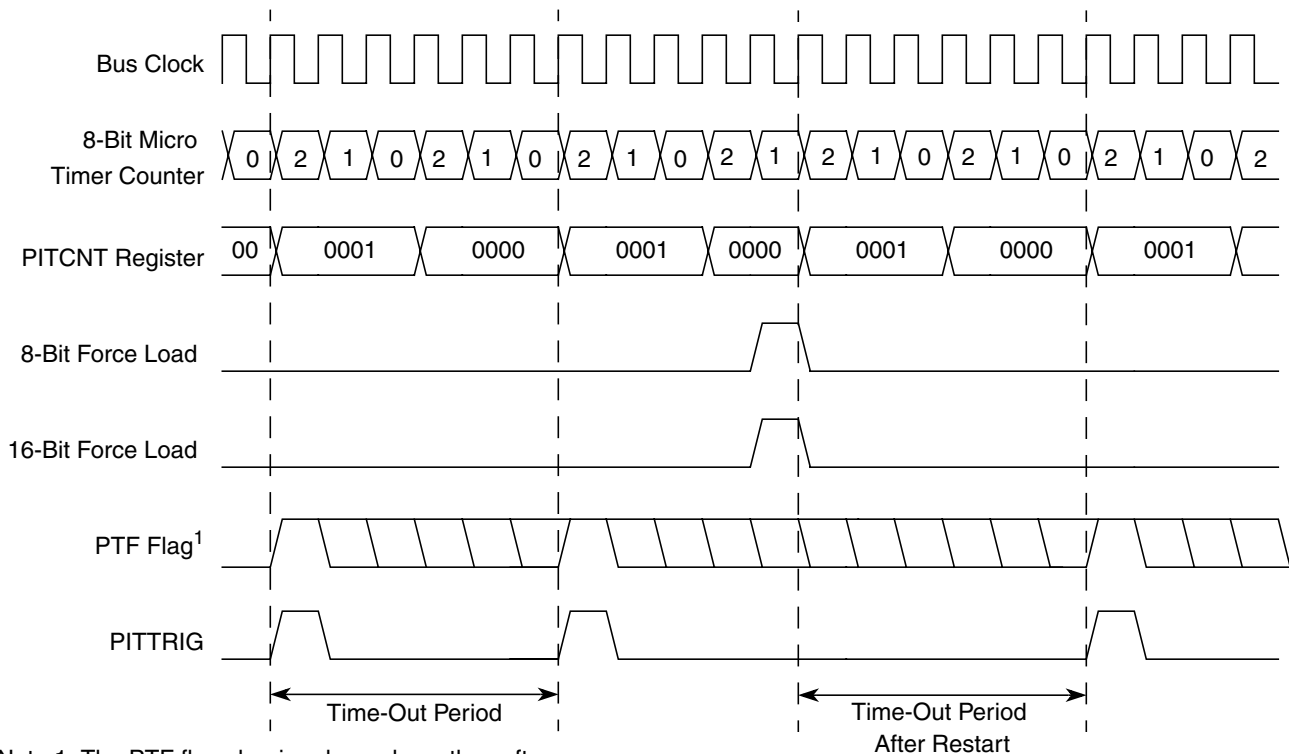 Bus Clock
8-Bit Micro
Timer Counter
0 2 1 0 2 1 0 2 1 0 2 1 2 1 0 2 1 0 2 1 0 2
PITCNT Register
00 0001 0000 0001 0000 0001 0000 0001
8-Bit Force Load
16-Bit Force Load
PTF Flag1
PITTRIG
Time-Out Period
Time-Out Period
After Restart